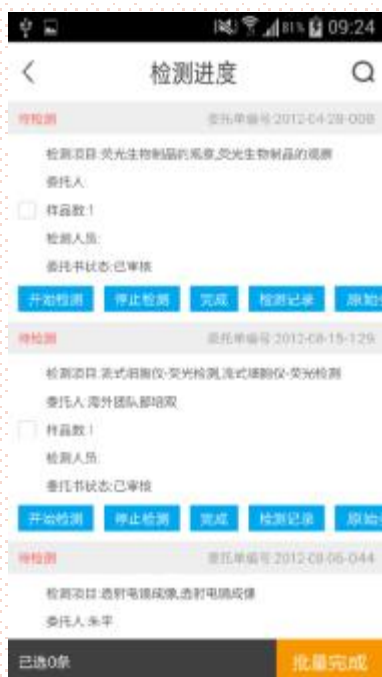 81% 09:24
检测进度
待检测 委托单编号:2012-04-28-008
检测项目:荧光生物制品的观察,荧光生物制品的观察
委托人:
样品数:1
检测人员:
委托书状态:已审核
开始检测 停止检测 完成 检测记录 原始
待检测 委托单编号:2012-08-15-129
检测项目:流式细胞仪-荧光检测,流式细胞仪-荧光检测
委托人:海外团队
样品数:1
检测人员:
委托书状态:已审核
开始检测 停止检测 完成 检测记录 原始
待检测 委托单编号:2012-08-06-044
检测项目:透射电镜成像,透射电镜成像
委托人:朱平
已选0条 批量完成